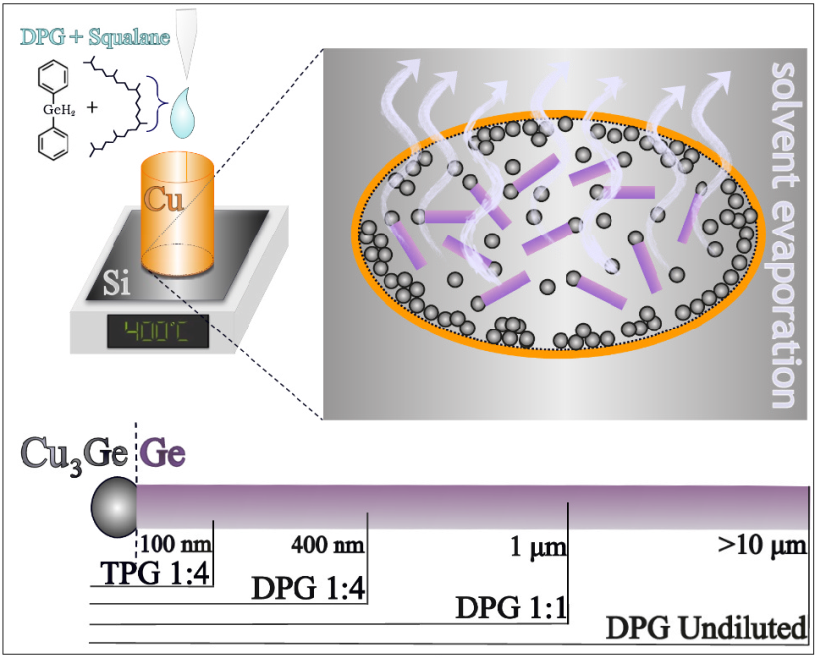 DPG + Squalane
GeH₂
+
Cu
Si
400°C
solvent evaporation
Cu₃Ge Ge
100 nm
400 nm
1 μm
>10 μm
TPG 1:4
DPG 1:4
DPG 1:1
DPG Undiluted